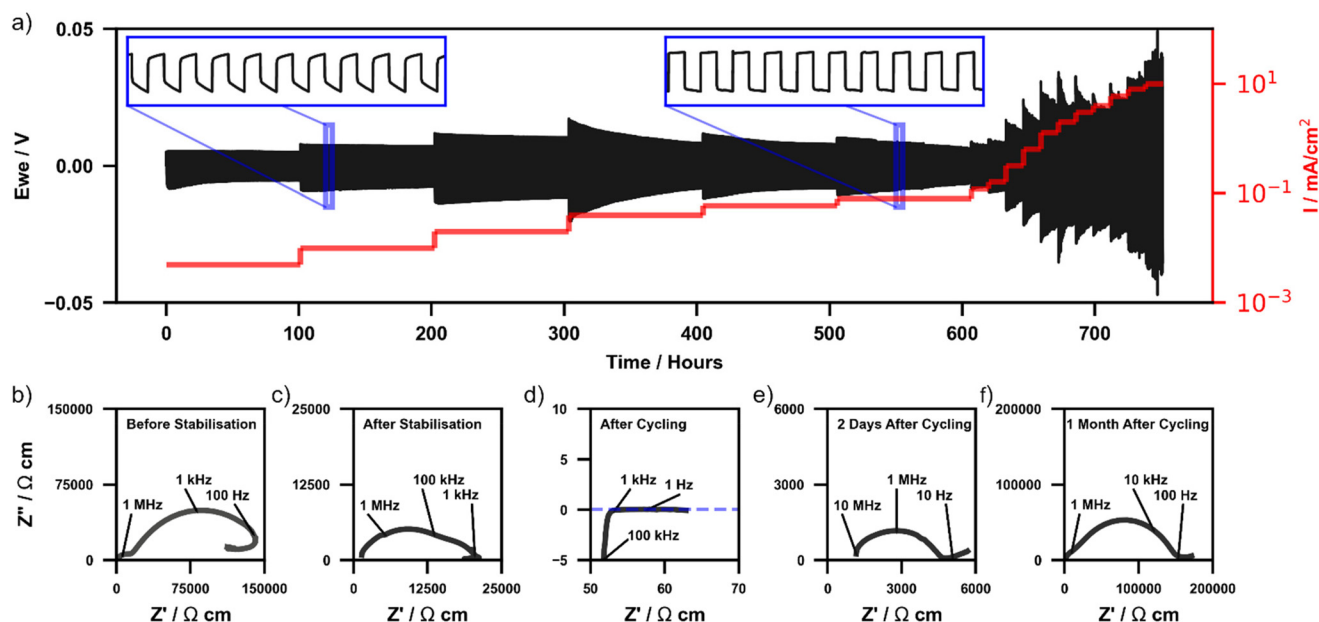 a)
0.05
0.00
−0.05
Ewe / V
10¹
10⁻¹
10⁻³
I / mA/cm²
0 100 200 300 400 500 600 700
Time / Hours
b)
150000
75000
0
Z" / Ω cm
Before Stabilisation
1 MHz
1 kHz
100 Hz
0 75000 150000
Z' / Ω cm
c)
25000
12500
0
After Stabilisation
1 MHz
100 kHz
1 kHz
0 12500 25000
Z' / Ω cm
d)
10
5
0
−5
After Cycling
1 kHz
1 Hz
100 kHz
50 60 70
Z' / Ω cm
e)
6000
3000
0
2 Days After Cycling
10 MHz
1 MHz
10 Hz
0 3000 6000
Z' / Ω cm
f)
200000
100000
0
1 Month After Cycling
1 MHz
10 kHz
100 Hz
0 100000 200000
Z' / Ω cm